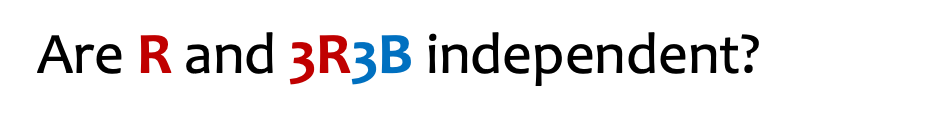 Are R and 3R3B independent?